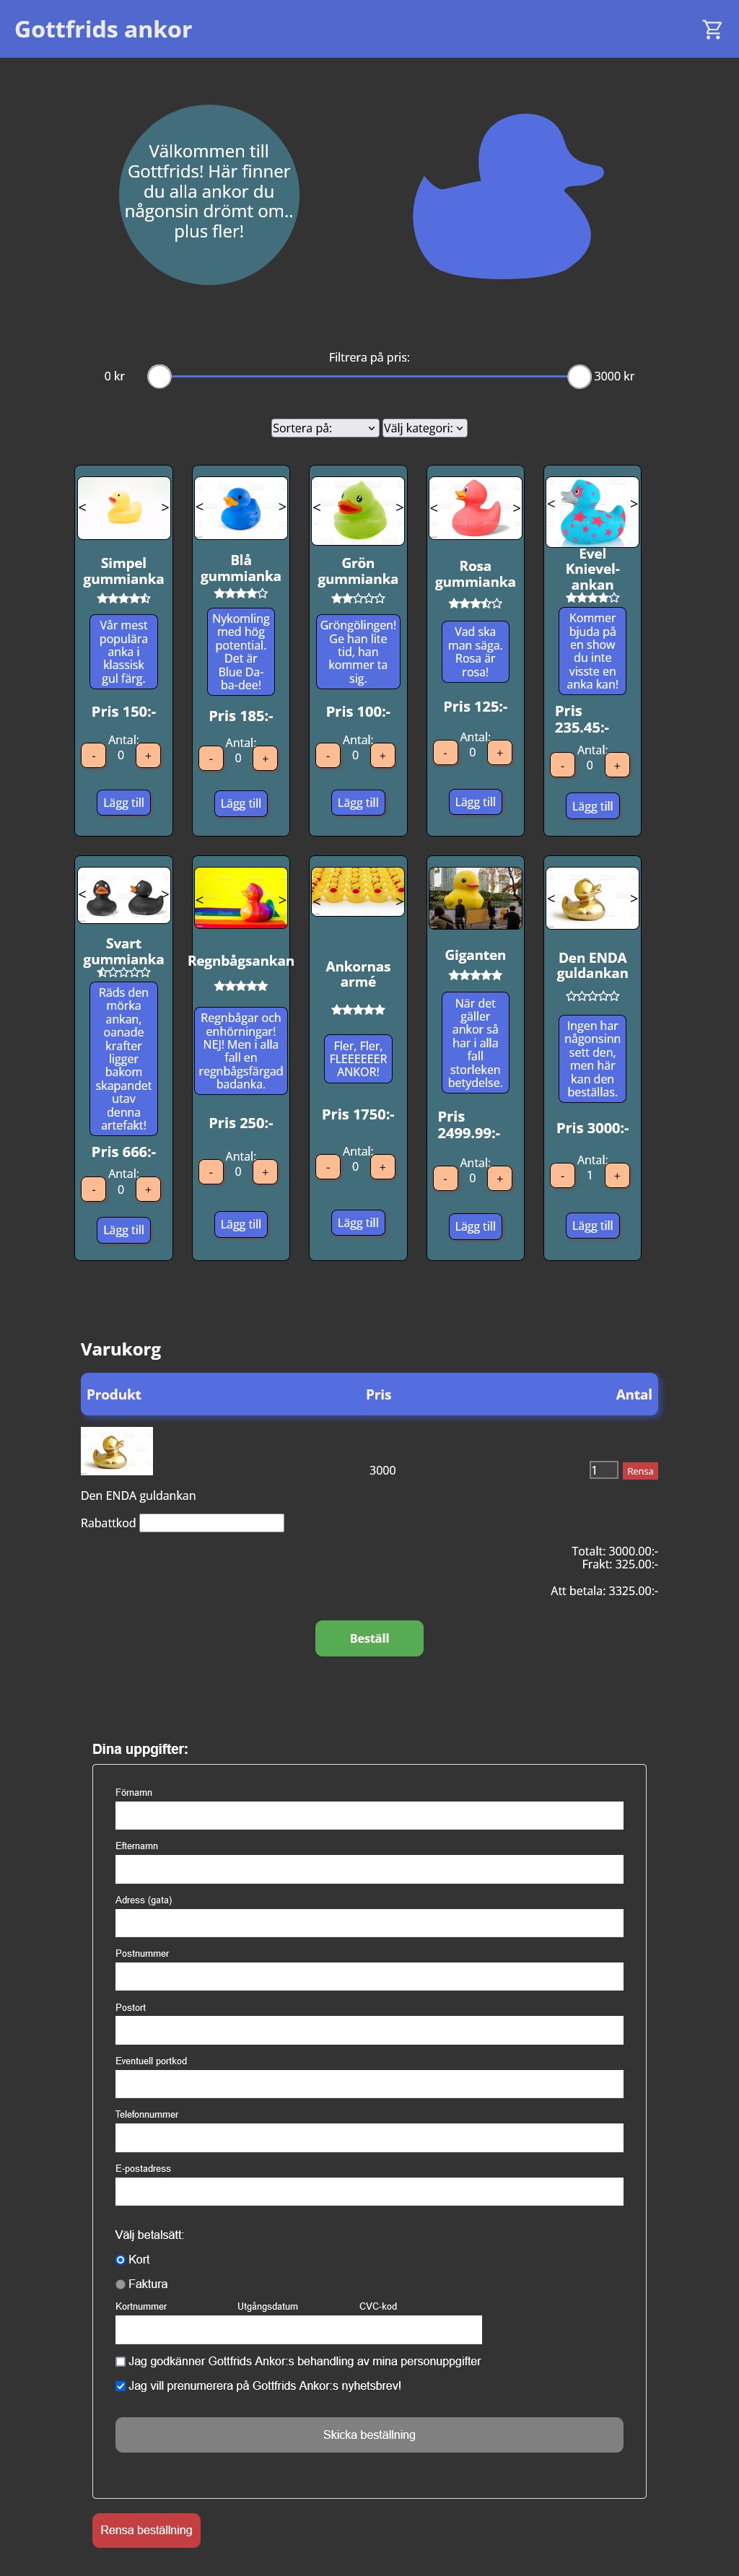 Gottfrids ankor
Välkommen till
Gottfrids! Här finner
du alla ankor du
någonsin drömt om..
plus fler!
Filtrera på pris:
0 kr
3000 kr
Sortera på:
Välj kategori:
< >
Simpel
gummianka
Vår mest
populära
anka i
klassisk
gul färg.
Pris 150:-
Antal:
- 0 +
Lägg till
< >
Blå
gummianka
Nykomling
med hög
potential.
Det är
Blue Da-
ba-dee!
Pris 185:-
Antal:
- 0 +
Lägg till
< >
Grön
gummianka
Gröngölingen!
Ge han lite
tid, han
kommer ta
sig.
Pris 100:-
Antal:
- 0 +
Lägg till
< >
Rosa
gummianka
Vad ska
man säga.
Rosa är
rosa!
Pris 125:-
Antal:
- 0 +
Lägg till
< >
Evel
Knievel-
ankan
Kommer
bjuda på
en show
du inte
visste en
anka kan!
Pris
235.45:-
Antal:
- 0 +
Lägg till
< >
Svart
gummianka
Räds den
mörka
ankan,
oanade
krafter
ligger
bakom
skapandet
utav
denna
artefakt!
Pris 666:-
Antal:
- 0 +
Lägg till
< >
Regnbågsankan
Regnbågar och
enhörningar!
NEJ! Men i alla
fall en
regnbågsfärgad
badanka.
Pris 250:-
Antal:
- 0 +
Lägg till
< >
Ankornas
armé
Fler, Fler,
FLEEEEEER
ANKOR!
Pris 1750:-
Antal:
- 0 +
Lägg till
Giganten
När det
gäller
ankor så
har i alla
fall
storleken
betydelse.
Pris
2499.99:-
Antal:
- 0 +
Lägg till
< >
Den ENDA
guldankan
Ingen har
någonsinn
sett den,
men här
kan den
beställas.
Pris 3000:-
Antal:
- 1 +
Lägg till
Varukorg
Produkt Pris Antal
3000 1 Rensa
Den ENDA guldankan
Rabattkod
Totalt: 3000.00:-
Frakt: 325.00:-
Att betala: 3325.00:-
Beställ
Dina uppgifter:
Förnamn
Efternamn
Adress (gata)
Postnummer
Postort
Eventuell portkod
Telefonnummer
E-postadress
Välj betalsätt:
Kort
Faktura
Kortnummer Utgångsdatum CVC-kod
Jag godkänner Gottfrids Ankor:s behandling av mina personuppgifter
Jag vill prenumerera på Gottfrids Ankor:s nyhetsbrev!
Skicka beställning
Rensa beställning